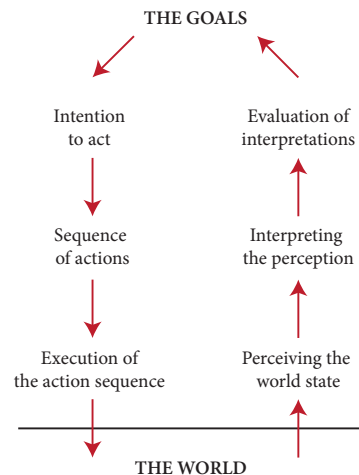 THE GOALS
Intention
to act
Evaluation of
interpretations
Sequence
of actions
Interpreting
the perception
Execution of
the action sequence
Perceiving the
world state
THE WORLD